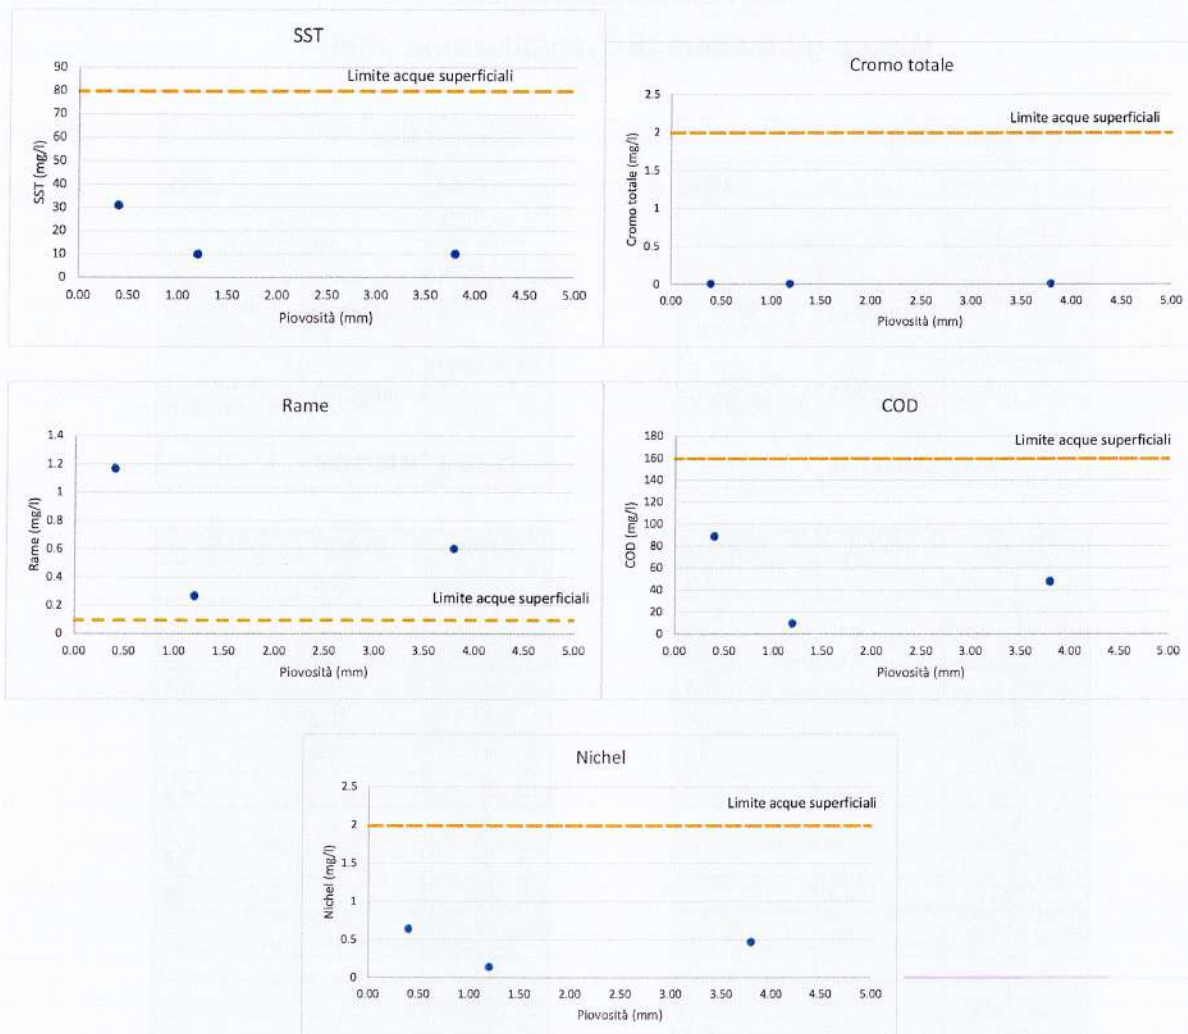 SST
90
80
70
60
50
40
30
20
10
0
SST (mg/l)
Limite acque superficiali
0.00 0.50 1.00 1.50 2.00 2.50 3.00 3.50 4.00 4.50 5.00
Piovosità (mm)
Cromo totale
2.5
2
1.5
1
0.5
0
Cromo totale (mg/l)
Limite acque superficiali
0.00 0.50 1.00 1.50 2.00 2.50 3.00 3.50 4.00 4.50 5.00
Piovosità (mm)
Rame
1.4
1.2
1
0.8
0.6
0.4
0.2
0
Rame (mg/l)
Limite acque superficiali
0.00 0.50 1.00 1.50 2.00 2.50 3.00 3.50 4.00 4.50 5.00
Piovosità (mm)
COD
180
160
140
120
100
80
60
40
20
0
COD (mg/l)
Limite acque superficiali
0.00 0.50 1.00 1.50 2.00 2.50 3.00 3.50 4.00 4.50 5.00
Piovosità (mm)
Nichel
2.5
2
1.5
1
0.5
0
Nichel (mg/l)
Limite acque superficiali
0.00 0.50 1.00 1.50 2.00 2.50 3.00 3.50 4.00 4.50 5.00
Piovosità (mm)